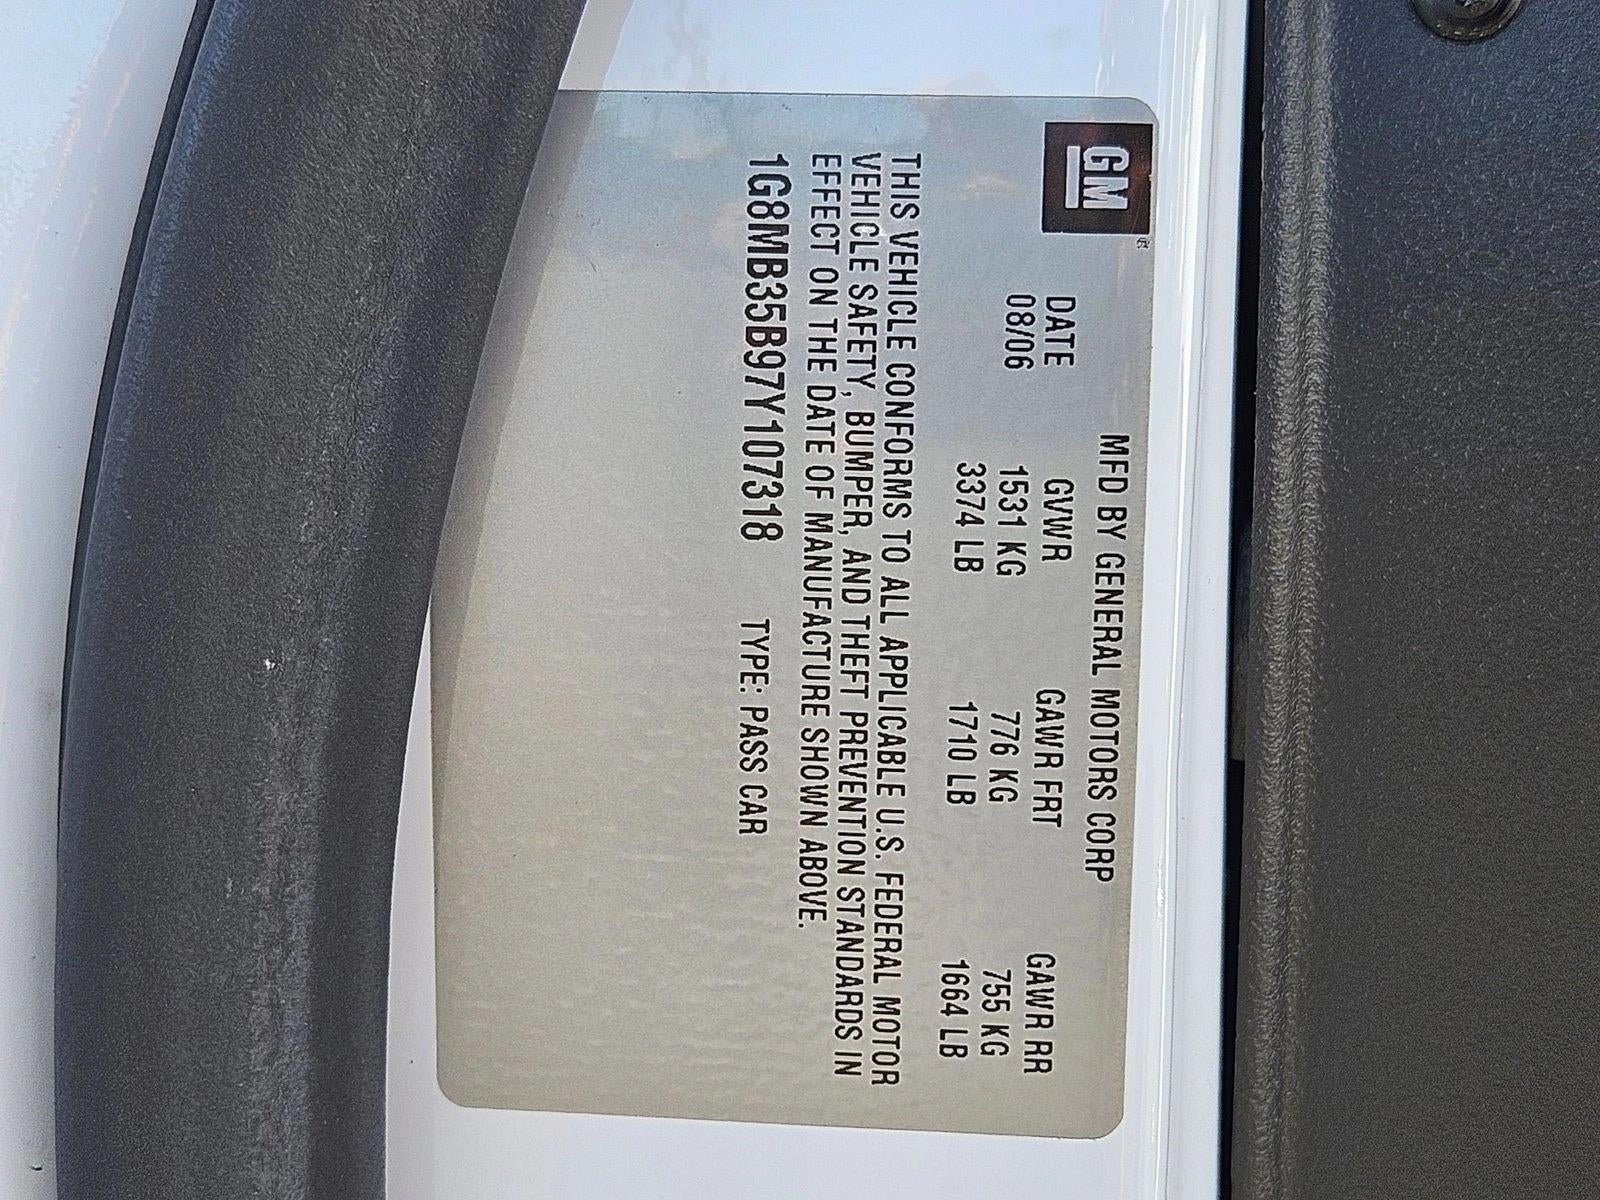 GM
MFD BY GENERAL MOTORS CORP
DATE GVWR GAWR FRT GAWR RR
08/06 1531 KG 776 KG 755 KG
3374 LB 1710 LB 1664 LB
THIS VEHICLE CONFORMS TO ALL APPLICABLE U.S. FEDERAL MOTOR
VEHICLE SAFETY, BUMPER, AND THEFT PREVENTION STANDARDS IN
EFFECT ON THE DATE OF MANUFACTURE SHOWN ABOVE.
1G8MB35B97Y107318 TYPE: PASS CAR